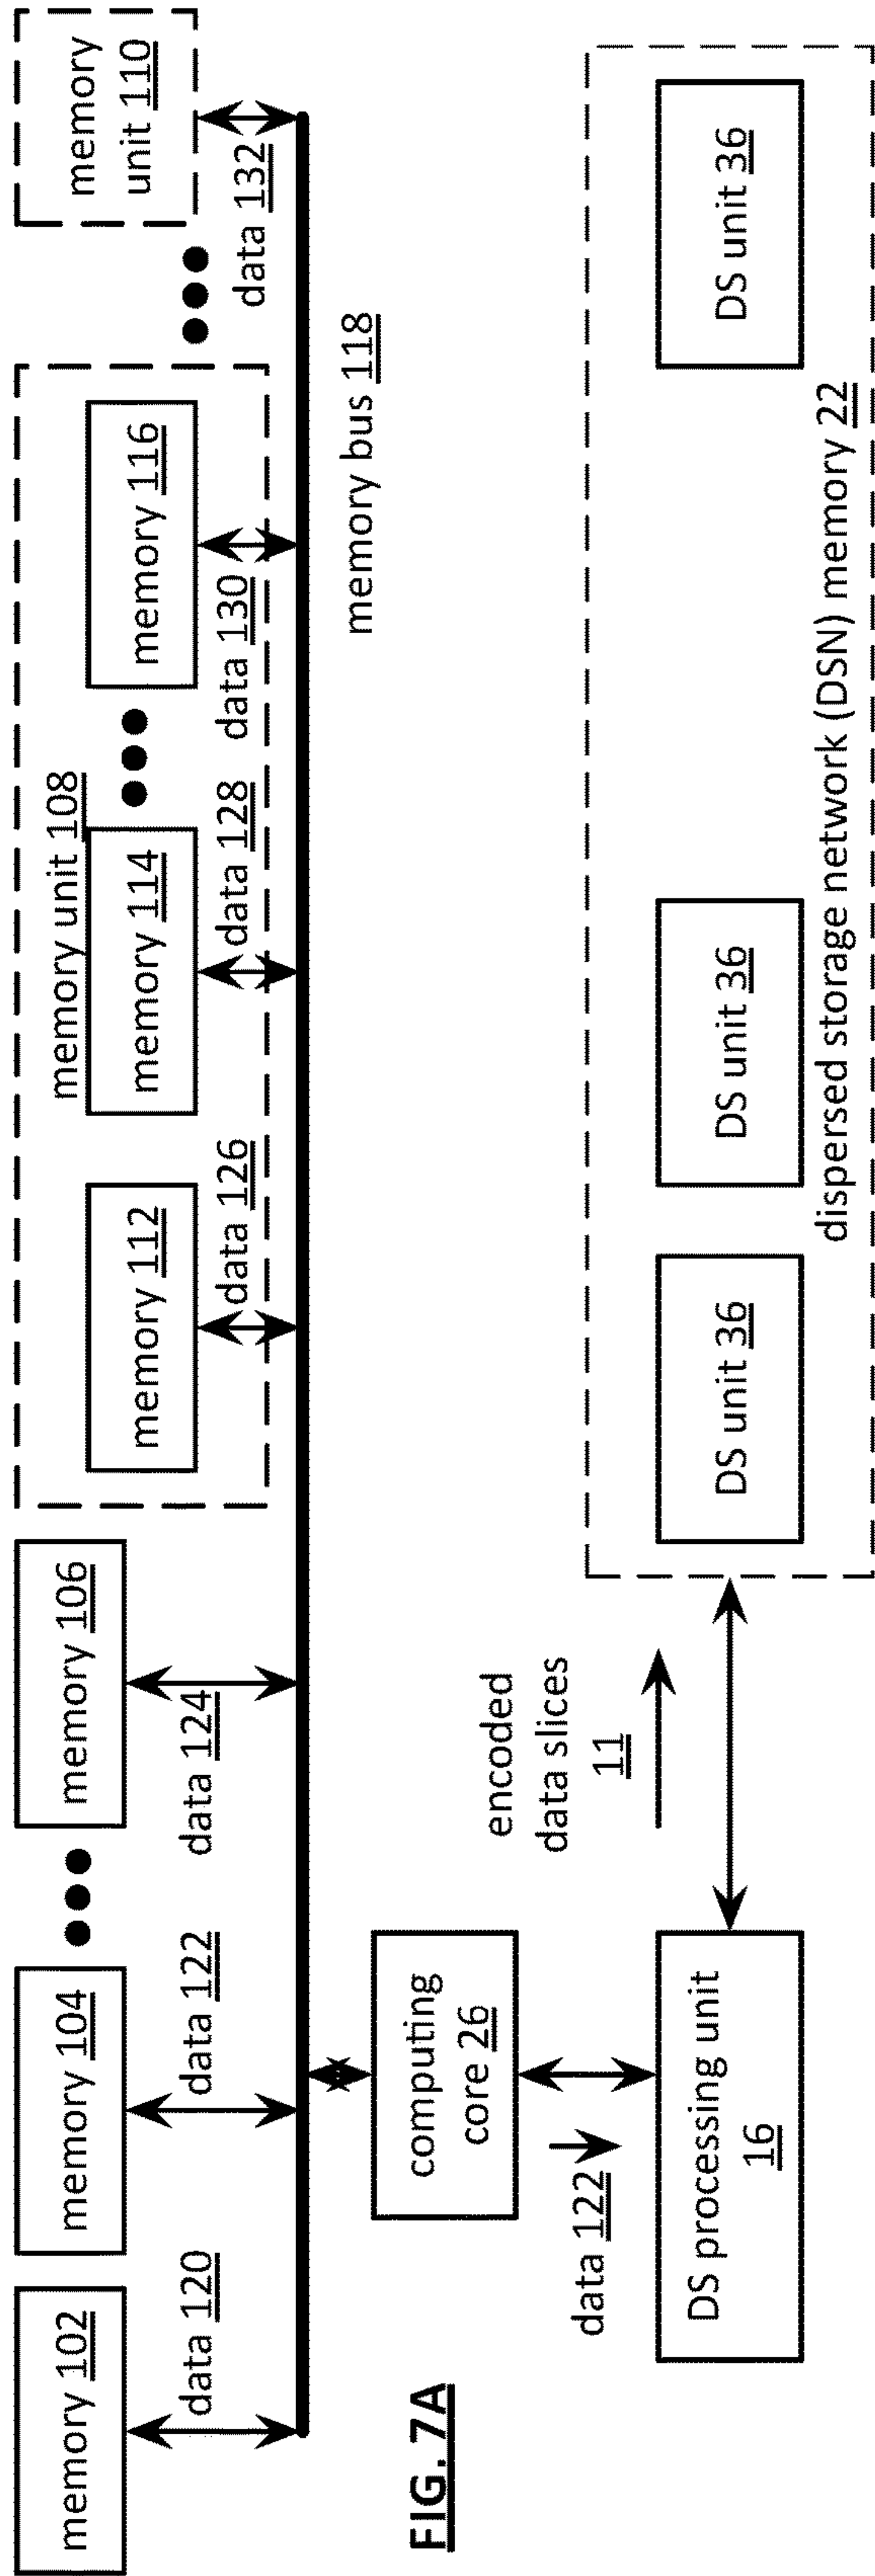 memory 102
memory 104
memory 106
memory unit 108
memory 112
memory 114
memory 116
memory
unit 110
data 120
data 122
data 124
data 126
data 128
data 130
data 132
memory bus 118
computing
core 26
data 122
encoded
data slices
11
DS processing unit
16
DS unit 36
DS unit 36
DS unit 36
dispersed storage network (DSN) memory 22
FIG. 7A